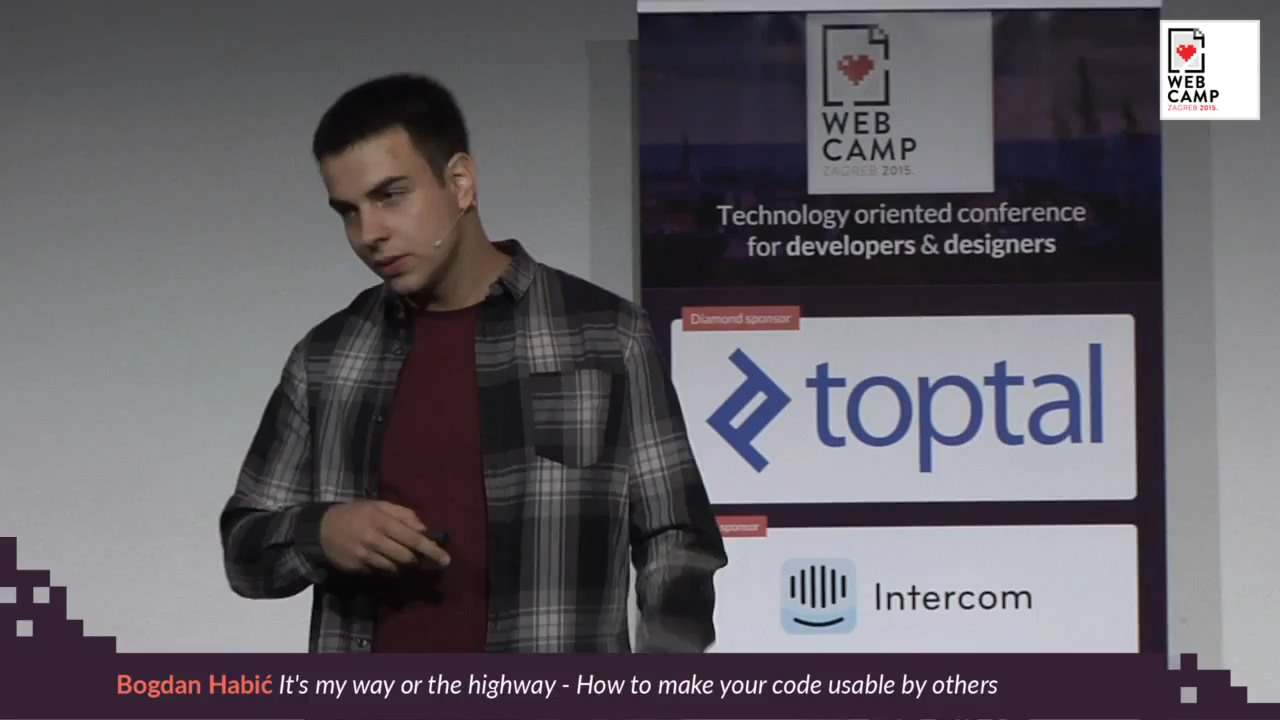 WEB
CAMP
ZAGREB 2015.
WEB
CAMP
ZAGREB 2015.
Technology oriented conference
for developers & designers
Diamond sponsor
toptal
sponsor
Intercom
Bogdan Habić It's my way or the highway - How to make your code usable by others